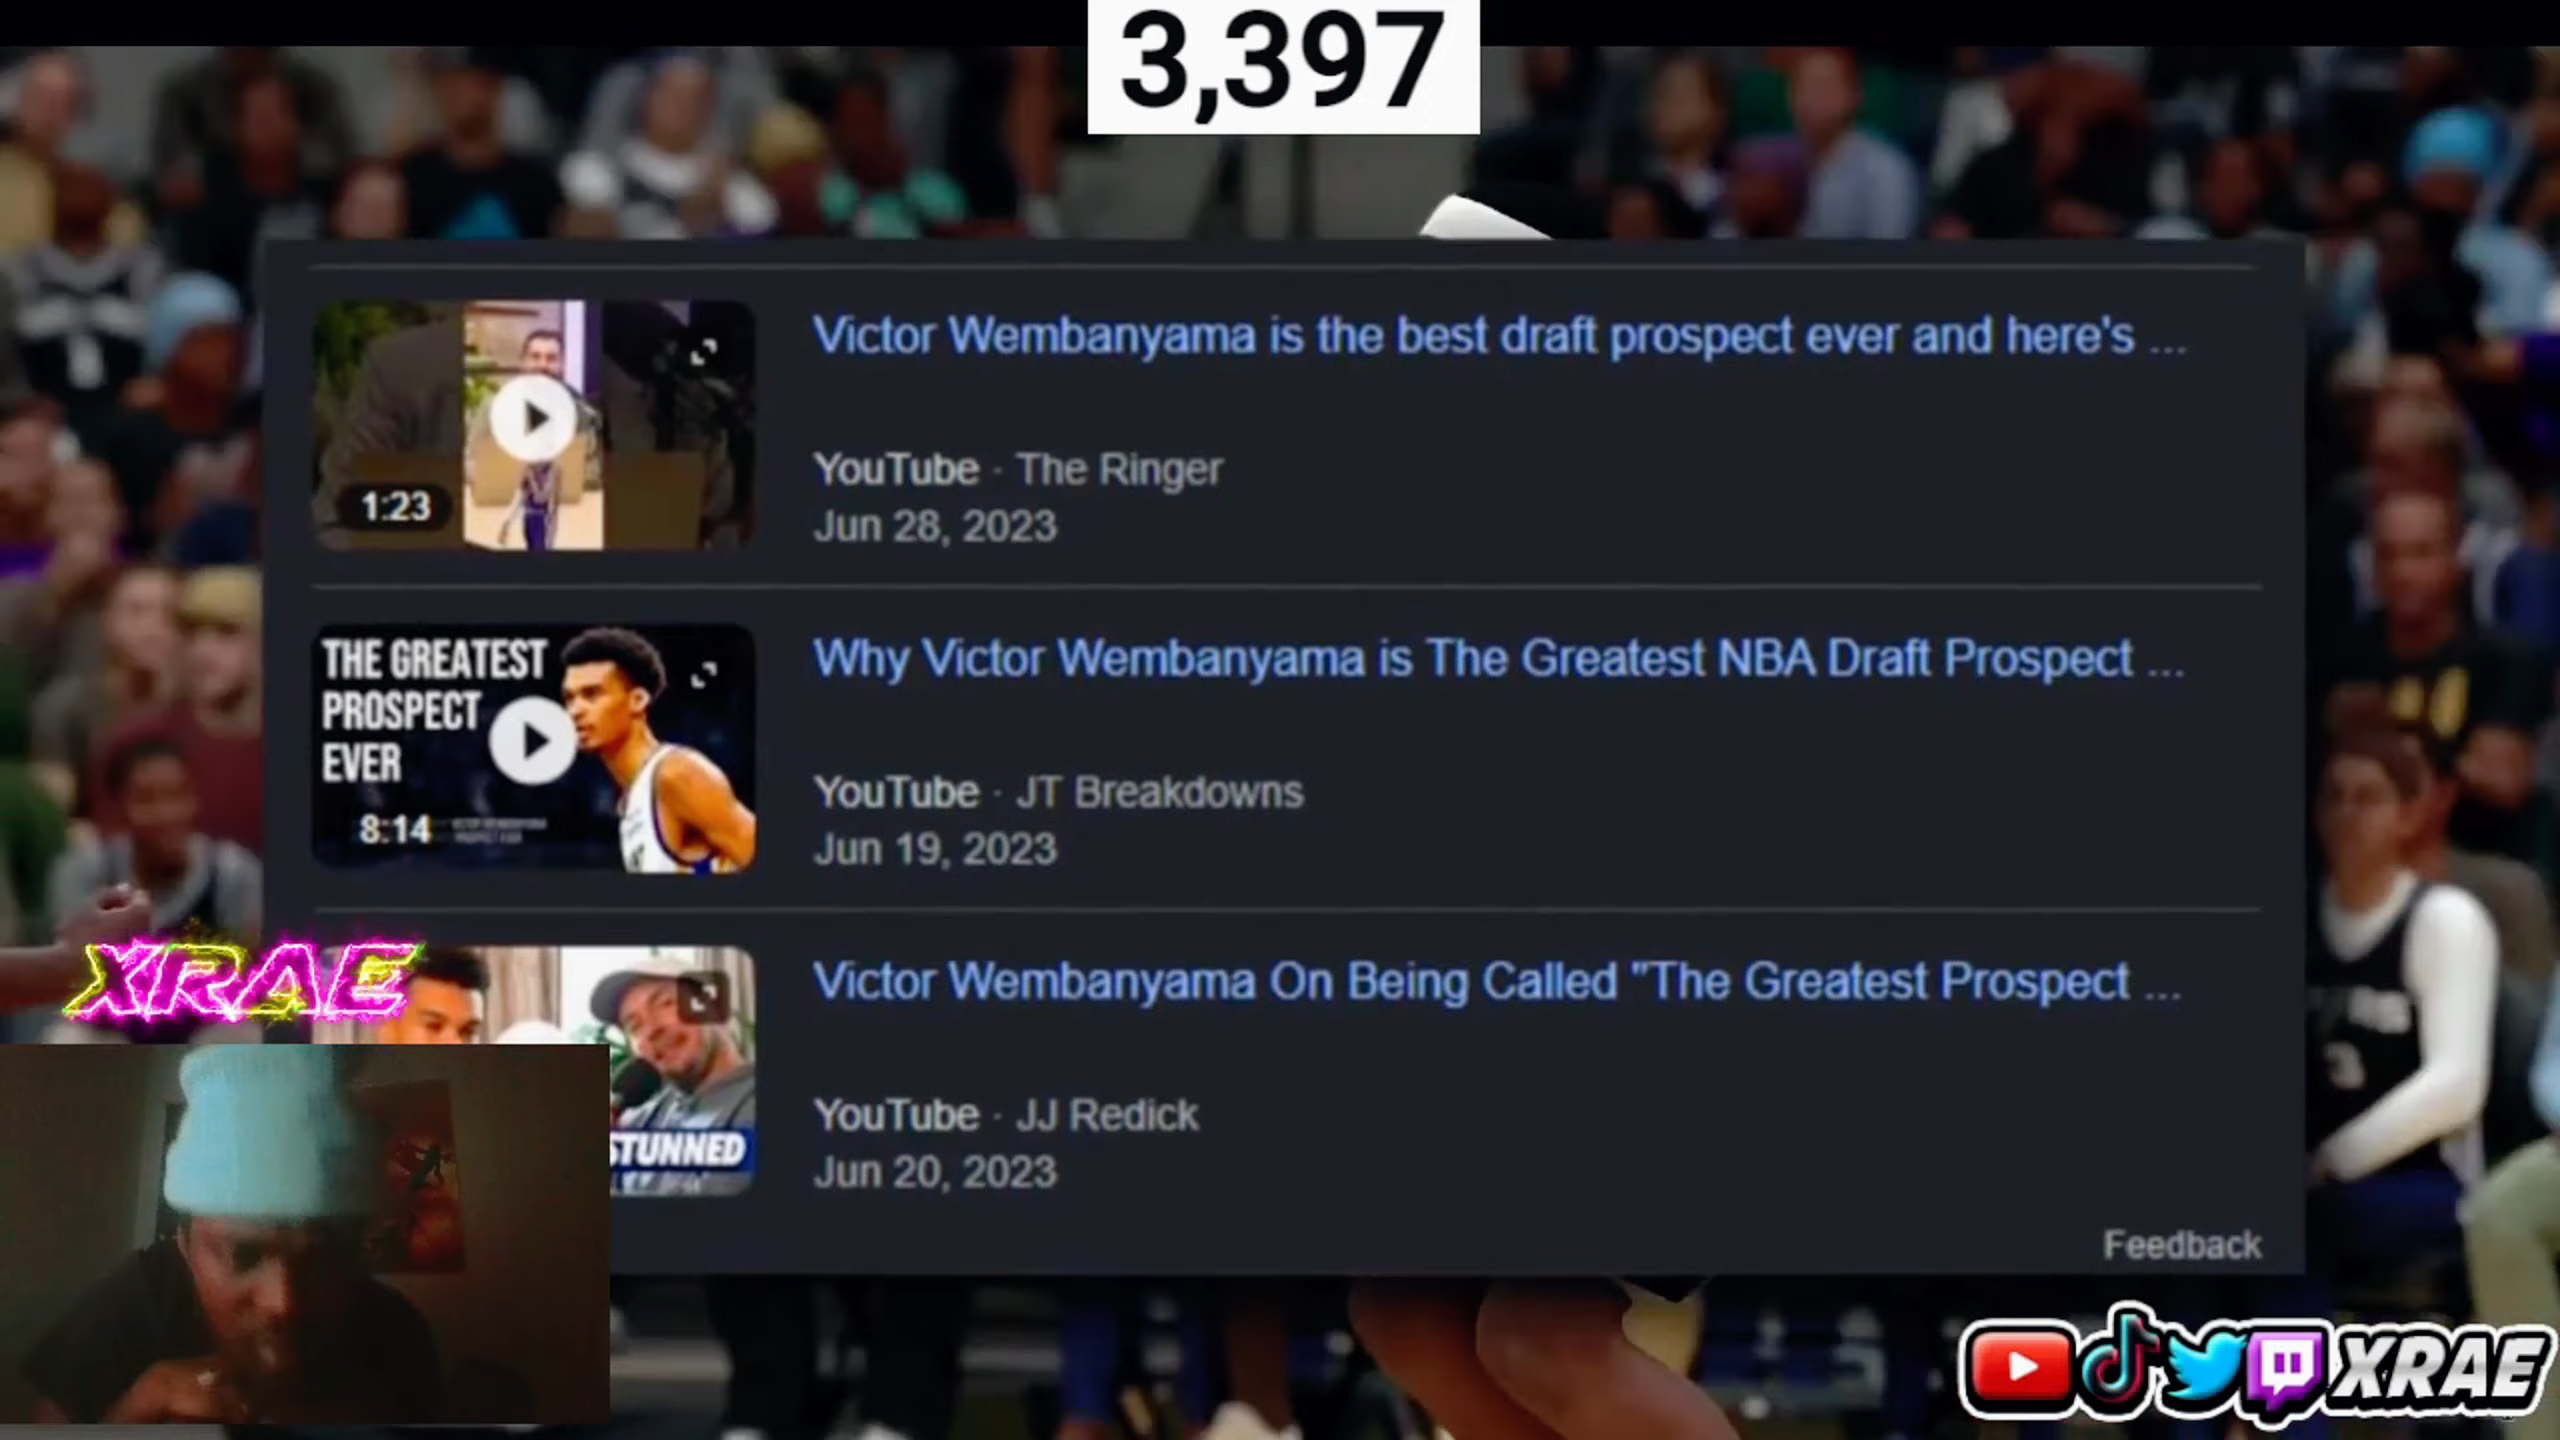 3,397
Victor Wembanyama is the best draft prospect ever and here's ...
1:23
YouTube · The Ringer
Jun 28, 2023
THE GREATEST
PROSPECT
EVER
8:14
Why Victor Wembanyama is The Greatest NBA Draft Prospect ...
YouTube · JT Breakdowns
Jun 19, 2023
XRAE
Victor Wembanyama On Being Called "The Greatest Prospect ...
YouTube · JJ Redick
STUNNED
Jun 20, 2023
Feedback
XRAE